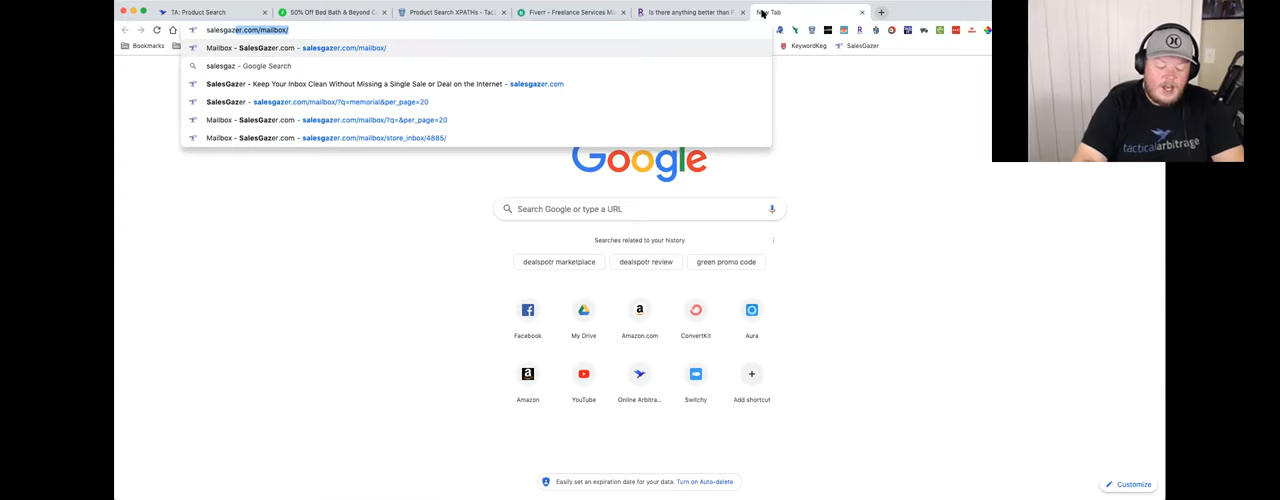 TA: Product Search
50% Off Bed Bath & Beyond C
Product Search XPATHs - Tac
Fiverr - Freelance Services M
Is there anything better than F
New Tab
salesgazer.com/mailbox/
Bookmarks
KeywordKeg
SalesGazer
Mailbox - SalesGazer.com - salesgazer.com/mailbox/
salesgaz - Google Search
SalesGazer - Keep Your Inbox Clean Without Missing a Single Sale or Deal on the Internet - salesgazer.com
SalesGazer - salesgazer.com/mailbox/?q=memorial&per_page=20
Mailbox - SalesGazer.com - salesgazer.com/mailbox/?q=&per_page=20
Mailbox - SalesGazer.com - salesgazer.com/mailbox/store_inbox/4885/
tacticalarbitrage
Google
Search Google or type a URL
Searches related to your history
dealspotr marketplace
dealspotr review
green promo code
Facebook
My Drive
Amazon.com
ConvertKit
Aura
Amazon
YouTube
Online Arbitra...
Switchy
Add shortcut
Easily set an expiration date for your data. Turn on Auto-delete
Customize